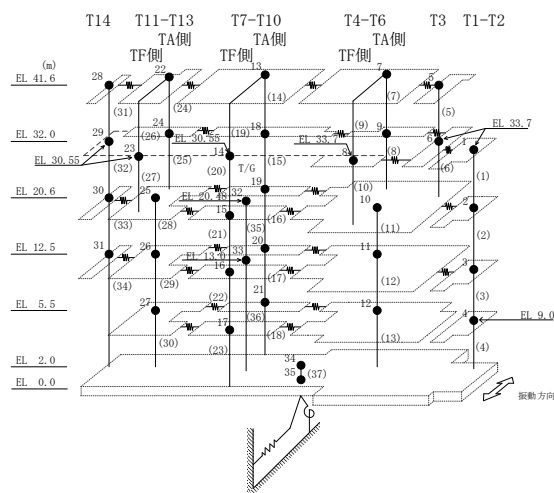 T14 T11−T13 T7−T10 T4−T6 T3 T1−T2
TA側 TA側 TA側
TF側 TF側 TF側
(m)
EL 41.6
EL 32.0
EL 30.55
EL 20.6
EL 12.5
EL 5.5
EL 2.0
EL 0.0
28 22 13 7 5
(31) (24) (14) (7) (5)
29 24 (19) 18 (9) 9 6 1 EL 33.7
(26) EL 30.55 EL 33.7
23 (25) 14 (15) 8 (8) (6) (1)
(32) (20) T/G
(27) 19 (10)
30 25 EL 20.48 32 10 2
15 (16)
(33) (28) (35) (11) (2)
(21) 20
31 26 EL 13.0 33 11 3
16 (17)
(34) (29) (12) (3)
(22) 21
27 (36) 12 4 EL 9.0
17 (18)
(30) (23) (13) (4)
34
35 (37)
振動方向